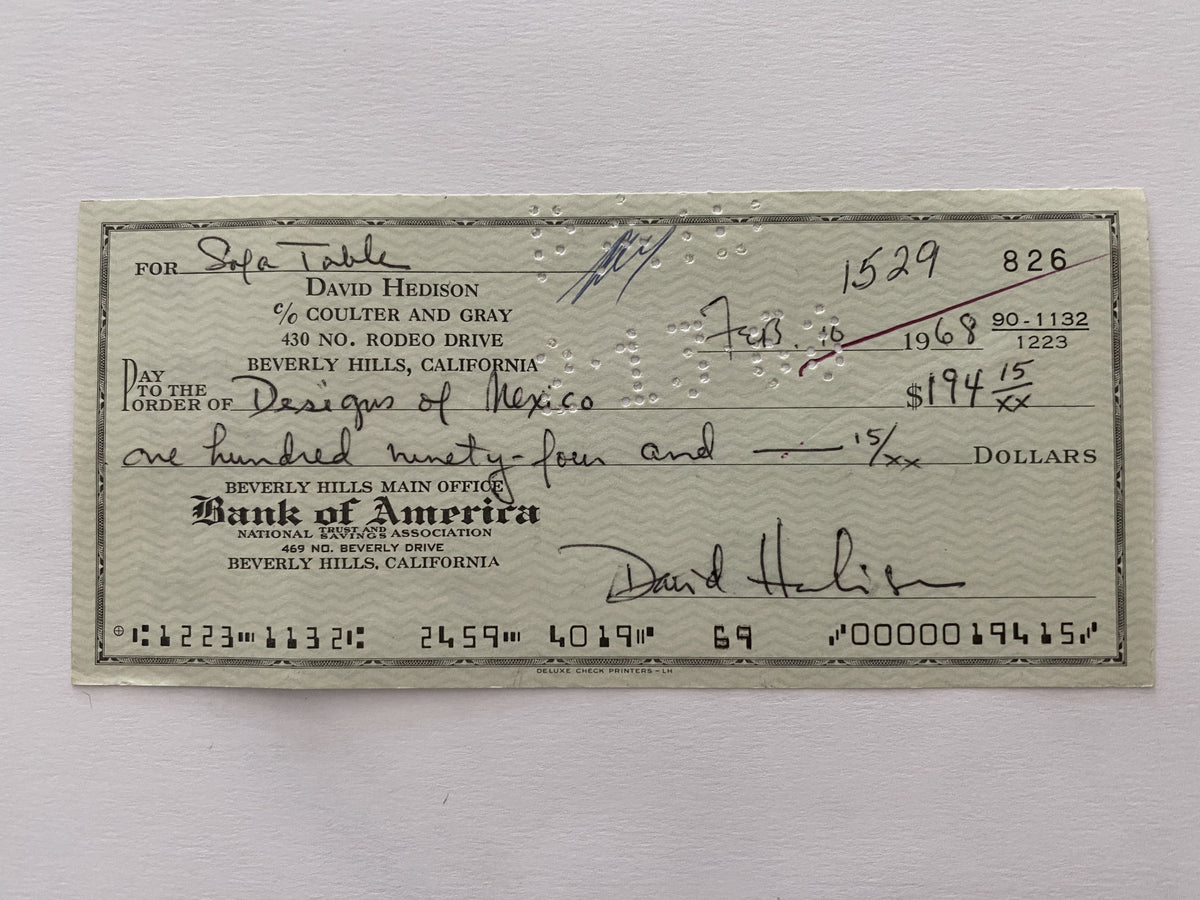 FOR Sofa Table
1529 826
DAVID HEDISON
c/o COULTER AND GRAY
430 NO. RODEO DRIVE
BEVERLY HILLS, CALIFORNIA
Feb. 10 1968
90-1132
1223
PAY TO THE ORDER OF Designs of Mexico $194 15/xx
one hundred ninety-four and — 15/xx DOLLARS
BEVERLY HILLS MAIN OFFICE
Bank of America
NATIONAL TRUST AND SAVINGS ASSOCIATION
469 NO. BEVERLY DRIVE
BEVERLY HILLS, CALIFORNIA
David Hedison
⑆1223⑉1132⑆ 2459⑉ 4019⑈ 69 ⑇0000019415⑇
DELUXE CHECK PRINTERS - LH